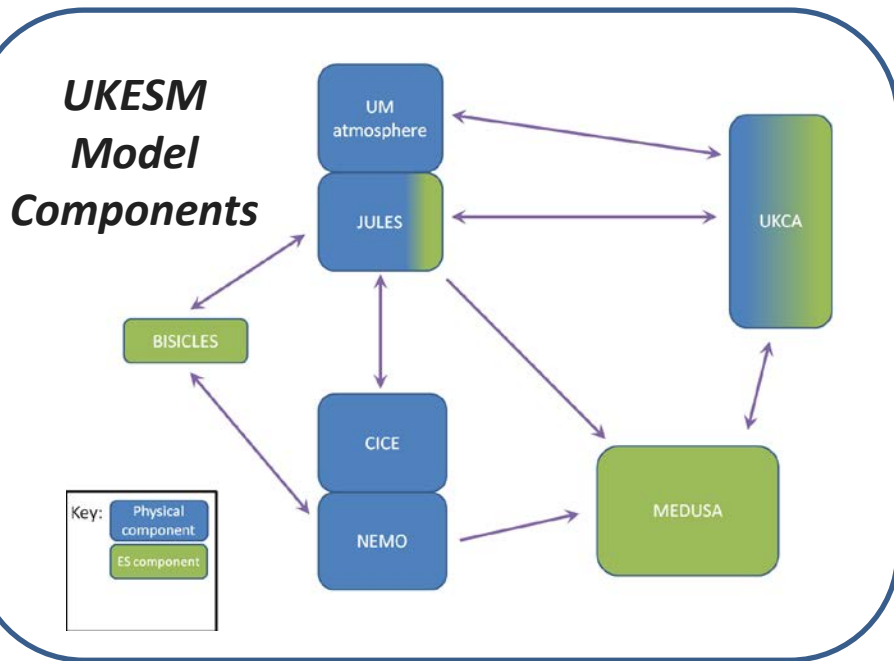 UKESM
Model
Components
UM
atmosphere
JULES
UKCA
BISICLES
CICE
NEMO
MEDUSA
Key:
Physical
component
ES component